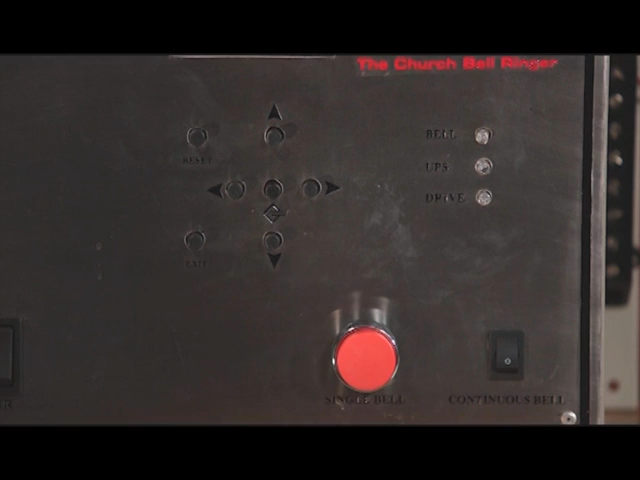 The Church Bell Ringer
BELL
RESET
UPS
DRIVE
EXIT
SINGLE BELL
CONTINUOUS BELL